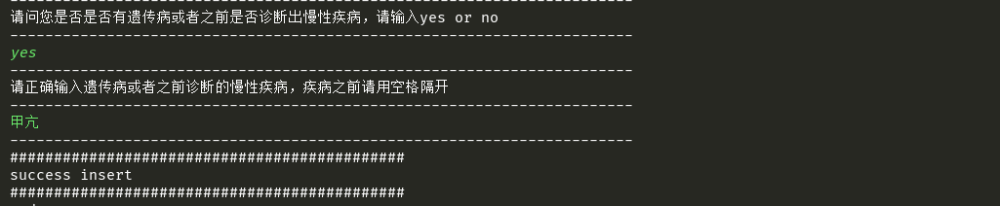 请问您是否是否有遗传病或者之前是否诊断出慢性疾病，请输入yes or no
-----------------------------------------------------------------------
yes
-----------------------------------------------------------------------
请正确输入遗传病或者之前诊断的慢性疾病，疾病之前请用空格隔开
-----------------------------------------------------------------------
甲亢
-----------------------------------------------------------------------
#############################################
success insert
#############################################